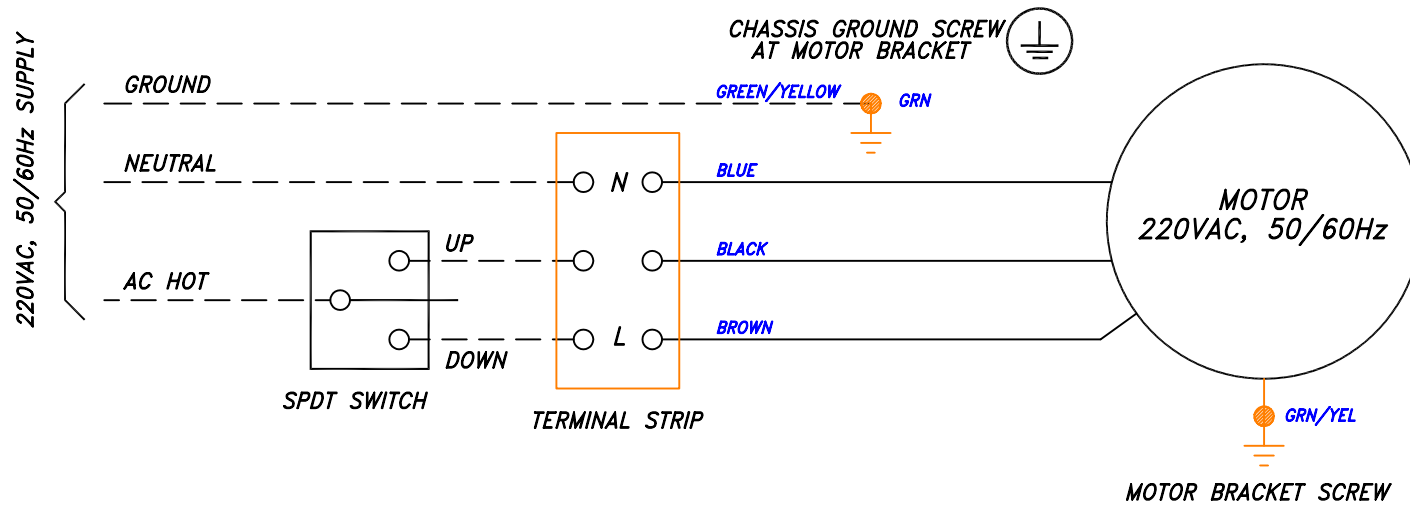 CHASSIS GROUND SCREW
AT MOTOR BRACKET
220VAC, 50/60Hz SUPPLY
GROUND
GREEN/YELLOW
GRN
NEUTRAL
N
BLUE
MOTOR
220VAC, 50/60Hz
UP
BLACK
AC HOT
L
BROWN
DOWN
SPDT SWITCH
TERMINAL STRIP
GRN/YEL
MOTOR BRACKET SCREW